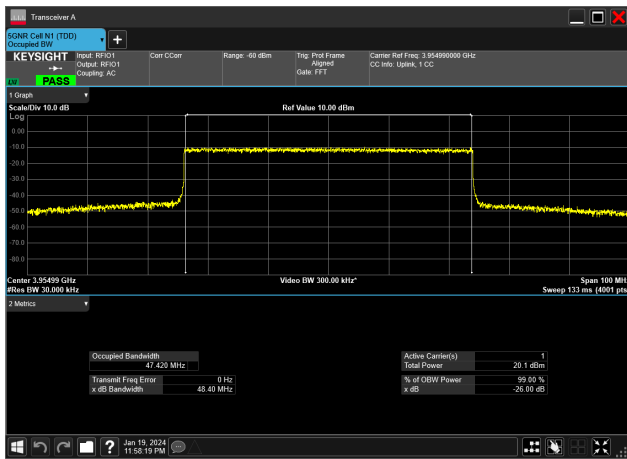 Transceiver A
5GNR Cell N1 (TDD)
Occupied BW
KEYSIGHT
LXI
PASS
Input: RFIO1
Output: RFIO1
Coupling: AC
Corr CCorr
Range: -60 dBm
Trig: Prot Frame
Aligned
Gate: FFT
Carrier Ref Freq: 3.954990000 GHz
CC Info: Uplink, 1 CC
1 Graph
Scale/Div 10.0 dB
Ref Value 10.00 dBm
Log
0.00
-10.0
-20.0
-30.0
-40.0
-50.0
-60.0
-70.0
-80.0
Center 3.95499 GHz
Video BW 300.00 kHz*
Span 100 MHz
#Res BW 30.000 kHz
Sweep 133 ms (4001 pts
2 Metrics
Occupied Bandwidth
47.420 MHz
Transmit Freq Error 0 Hz
x dB Bandwidth 48.40 MHz
Active Carrier(s) 1
Total Power 20.1 dBm
% of OBW Power 99.00 %
x dB -26.00 dB
?
Jan 19, 2024
11:58:19 PM